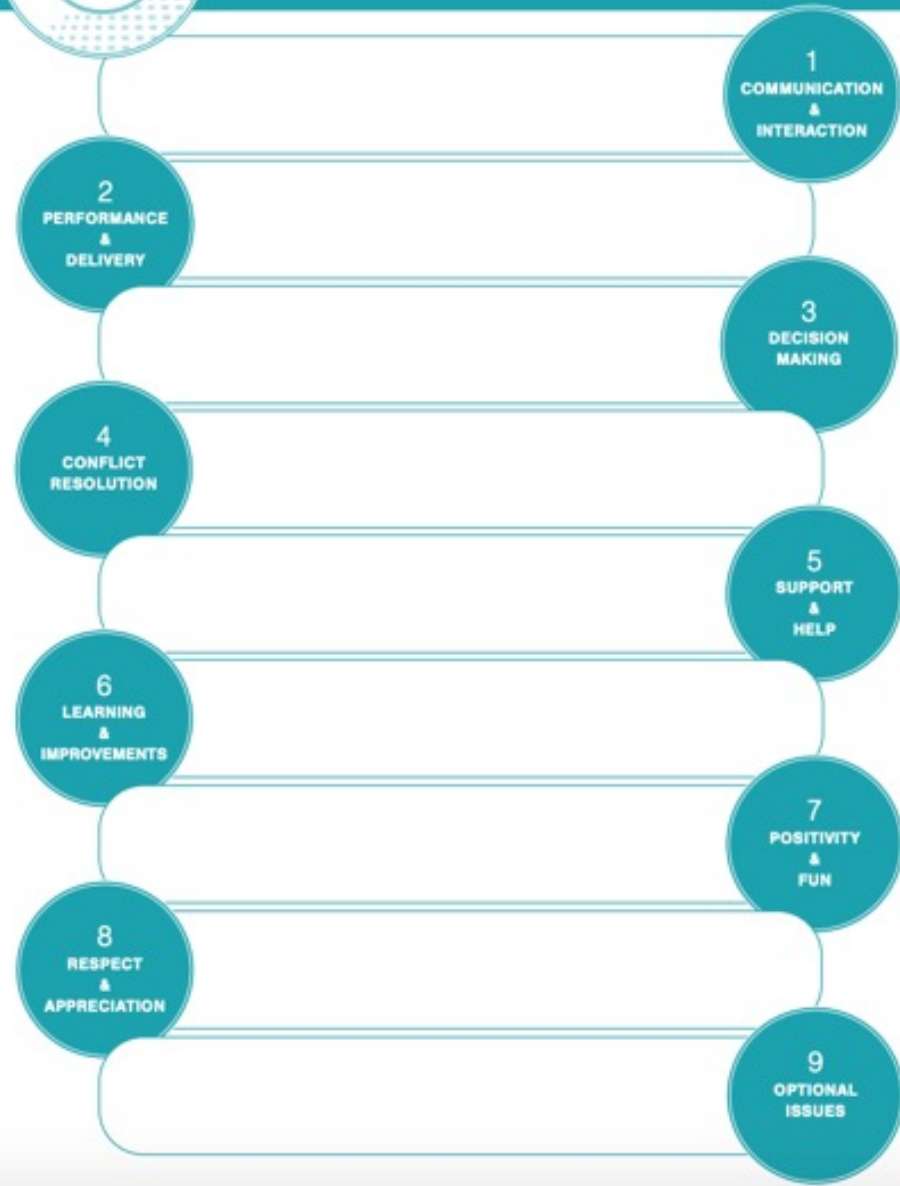 1
COMMUNICATION
&
INTERACTION
2
PERFORMANCE
&
DELIVERY
3
DECISION
MAKING
4
CONFLICT
RESOLUTION
5
SUPPORT
&
HELP
6
LEARNING
&
IMPROVEMENTS
7
POSITIVITY
&
FUN
8
RESPECT
&
APPRECIATION
9
OPTIONAL
ISSUES